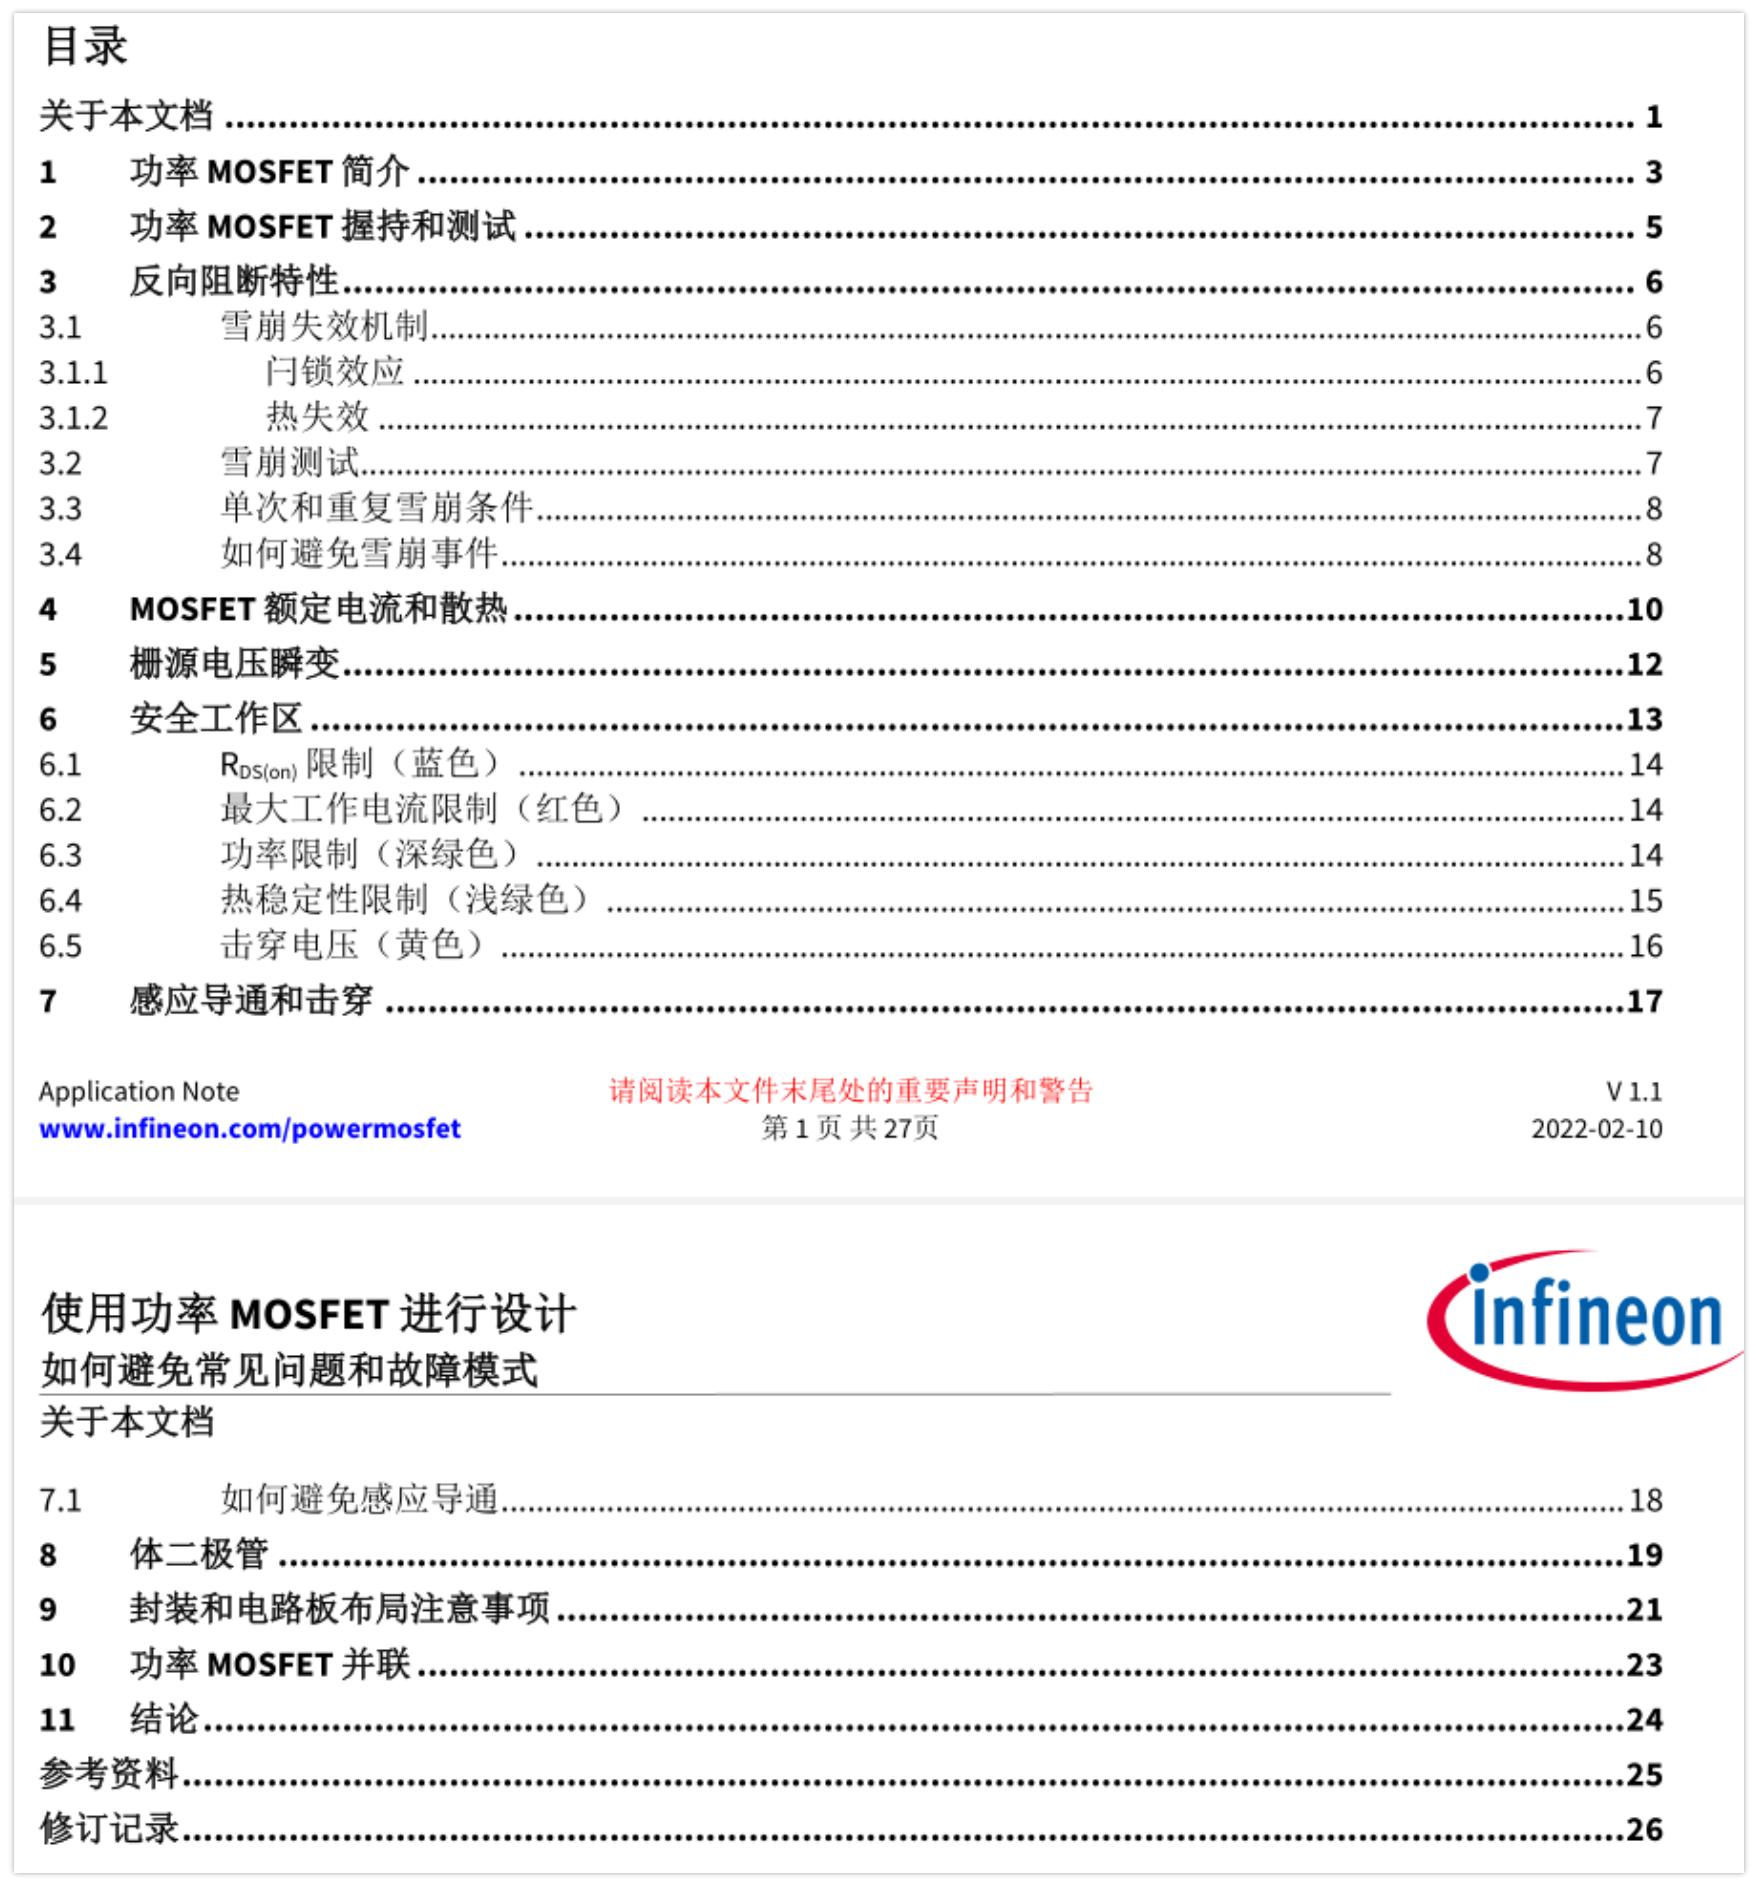 目录
关于本文档 ........ 1
1 功率 MOSFET 简介 ........ 3
2 功率 MOSFET 握持和测试 ........ 5
3 反向阻断特性 ........ 6
3.1 雪崩失效机制 ........ 6
3.1.1 闩锁效应 ........ 6
3.1.2 热失效 ........ 7
3.2 雪崩测试 ........ 7
3.3 单次和重复雪崩条件 ........ 8
3.4 如何避免雪崩事件 ........ 8
4 MOSFET 额定电流和散热 ........ 10
5 栅源电压瞬变 ........ 12
6 安全工作区 ........ 13
6.1 RDS(on) 限制（蓝色） ........ 14
6.2 最大工作电流限制（红色） ........ 14
6.3 功率限制（深绿色） ........ 14
6.4 热稳定性限制（浅绿色） ........ 15
6.5 击穿电压（黄色） ........ 16
7 感应导通和击穿 ........ 17
Application Note 请阅读本文件末尾处的重要声明和警告 V 1.1
www.infineon.com/powermosfet 第 1 页 共 27页 2022-02-10
infineon
使用功率 MOSFET 进行设计
如何避免常见问题和故障模式
关于本文档
7.1 如何避免感应导通 ........ 18
8 体二极管 ........ 19
9 封装和电路板布局注意事项 ........ 21
10 功率 MOSFET 并联 ........ 23
11 结论 ........ 24
参考资料 ........ 25
修订记录 ........ 26